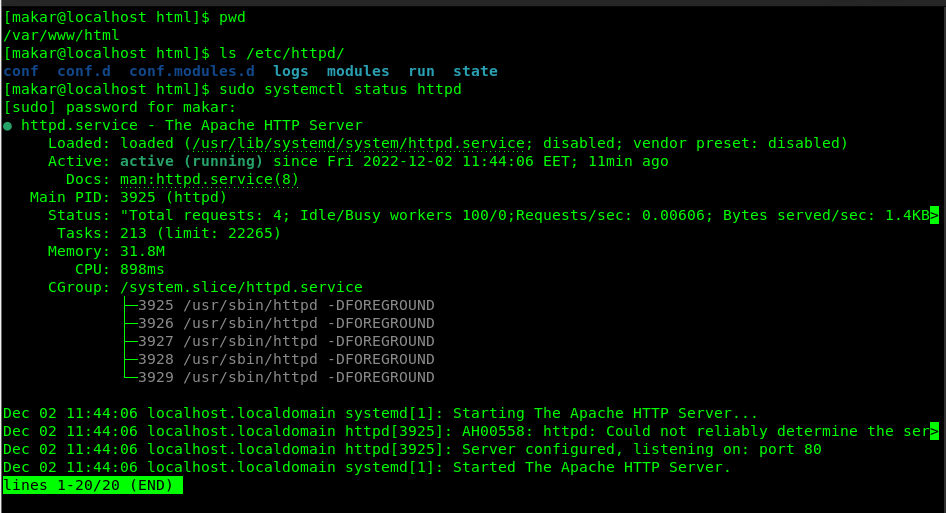 [makar@localhost html]$ pwd
/var/www/html
[makar@localhost html]$ ls /etc/httpd/
conf  conf.d  conf.modules.d  logs  modules  run  state
[makar@localhost html]$ sudo systemctl status httpd
[sudo] password for makar:
● httpd.service - The Apache HTTP Server
     Loaded: loaded (/usr/lib/systemd/system/httpd.service; disabled; vendor preset: disabled)
     Active: active (running) since Fri 2022-12-02 11:44:06 EET; 11min ago
       Docs: man:httpd.service(8)
   Main PID: 3925 (httpd)
     Status: "Total requests: 4; Idle/Busy workers 100/0;Requests/sec: 0.00606; Bytes served/sec: 1.4KB>
      Tasks: 213 (limit: 22265)
     Memory: 31.8M
        CPU: 898ms
     CGroup: /system.slice/httpd.service
             ├─3925 /usr/sbin/httpd -DFOREGROUND
             ├─3926 /usr/sbin/httpd -DFOREGROUND
             ├─3927 /usr/sbin/httpd -DFOREGROUND
             ├─3928 /usr/sbin/httpd -DFOREGROUND
             └─3929 /usr/sbin/httpd -DFOREGROUND

Dec 02 11:44:06 localhost.localdomain systemd[1]: Starting The Apache HTTP Server...
Dec 02 11:44:06 localhost.localdomain httpd[3925]: AH00558: httpd: Could not reliably determine the ser>
Dec 02 11:44:06 localhost.localdomain httpd[3925]: Server configured, listening on: port 80
Dec 02 11:44:06 localhost.localdomain systemd[1]: Started The Apache HTTP Server.
lines 1-20/20 (END)